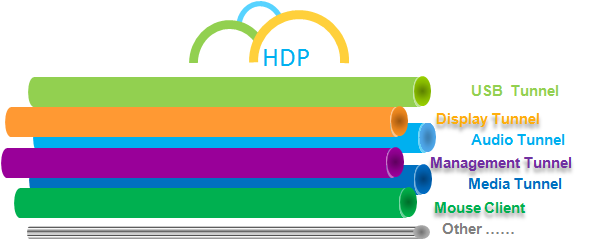 HDP
USB Tunnel
Display Tunnel
Audio Tunnel
Management Tunnel
Media Tunnel
Mouse Client
Other ……